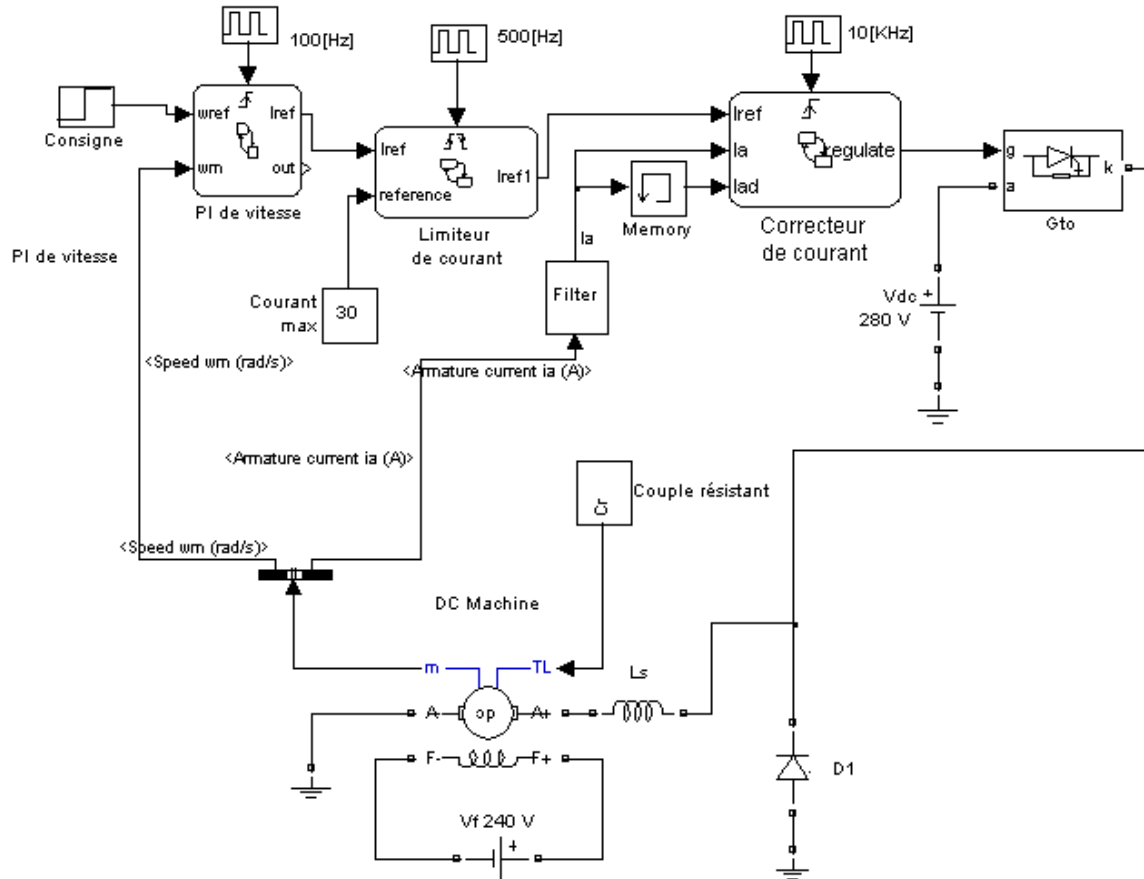 100[Hz]
500[Hz]
10[KHz]
Consigne
wref
Iref
wm
out
PI de vitesse
Iref
Iref1
reference
Limiteur
de courant
Iref
Ia
Iad
regulate
Correcteur
de courant
Memory
g
a
k
Gto
PI de vitesse
Ia
Filter
Courant
max
30
Vdc +
280 V
<Speed wm (rad/s)>
<Armature current ia (A)>
<Armature current ia (A)>
Cr
Couple résistant
<Speed wm (rad/s)>
DC Machine
m
TL
Ls
A-
op
A+
F-
F+
D1
Vf 240 V
+